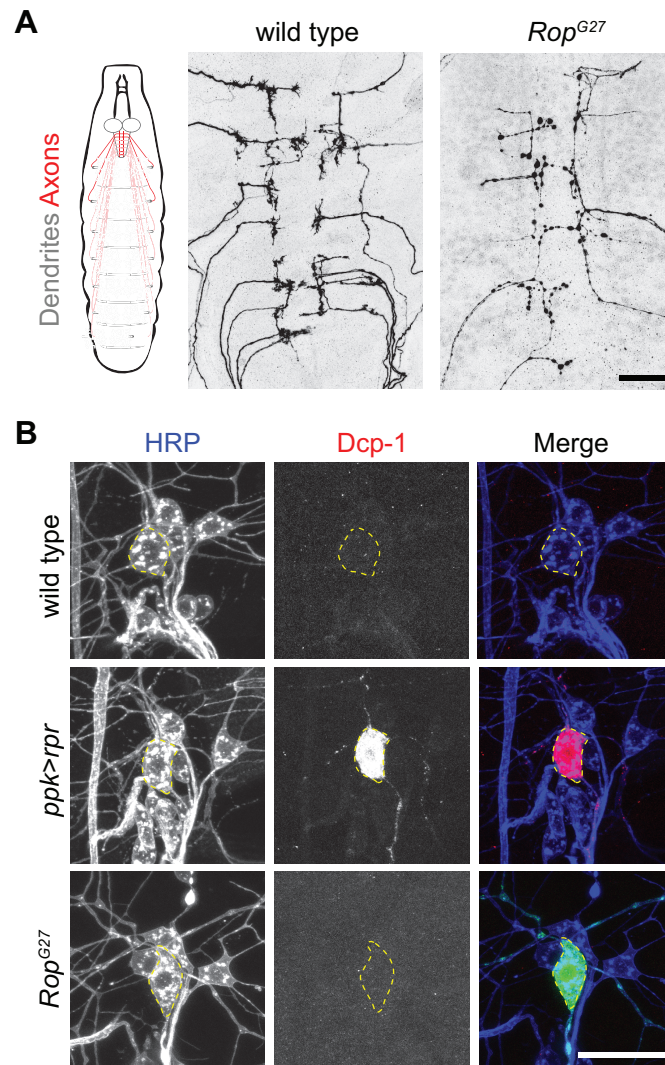 A
wild type
Rop^G27
Dendrites Axons
B
HRP
Dcp-1
Merge
wild type
ppk>rpr
Rop^G27